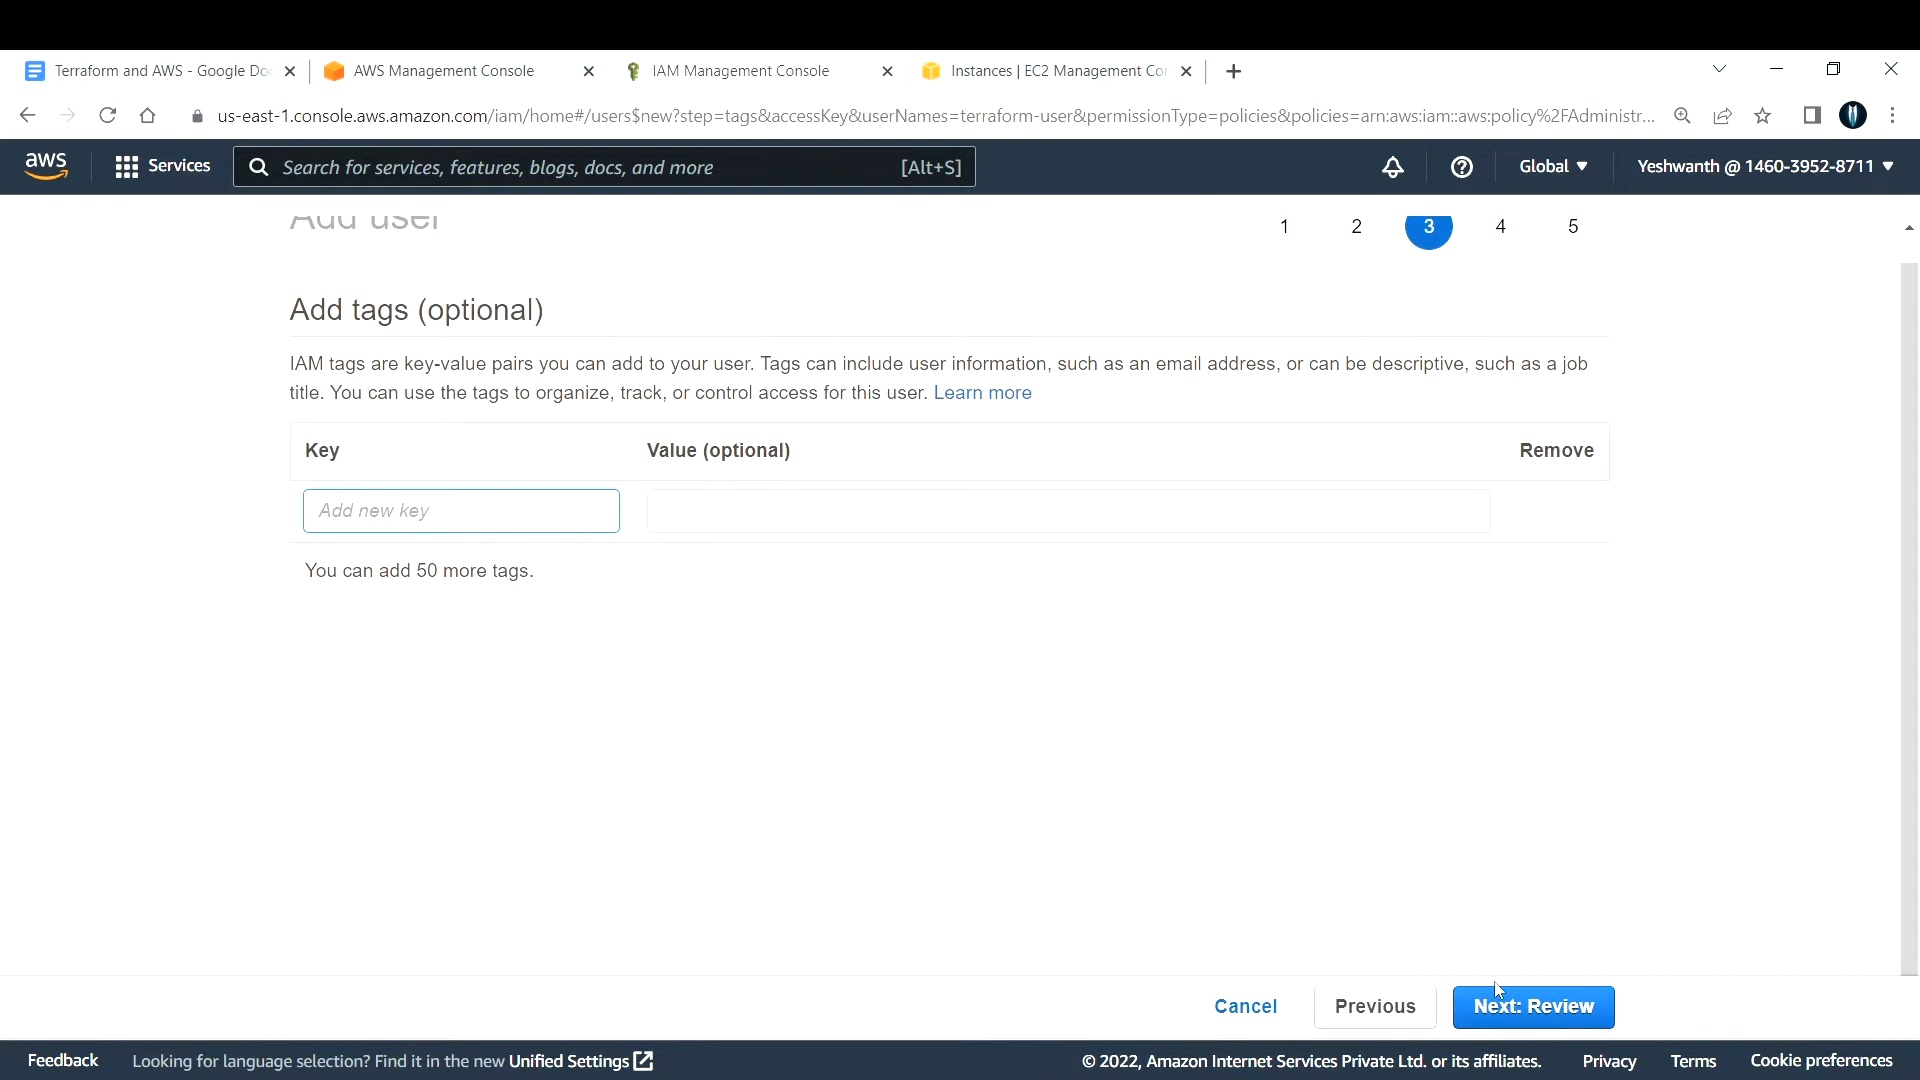 Terraform and AWS - Google Do
AWS Management Console
IAM Management Console
Instances | EC2 Management Co
us-east-1.console.aws.amazon.com/iam/home#/users$new?step=tags&accessKey&userNames=terraform-user&permissionType=policies&policies=arn:aws:iam::aws:policy%2FAdministr...
aws
Services
Search for services, features, blogs, docs, and more
[Alt+S]
Global
Yeshwanth @ 1460-3952-8711
Add user
1 2 3 4 5
Add tags (optional)
IAM tags are key-value pairs you can add to your user. Tags can include user information, such as an email address, or can be descriptive, such as a job
title. You can use the tags to organize, track, or control access for this user. Learn more
Key
Value (optional)
Remove
Add new key
You can add 50 more tags.
Cancel
Previous
Next: Review
Feedback
Looking for language selection? Find it in the new Unified Settings
© 2022, Amazon Internet Services Private Ltd. or its affiliates.
Privacy
Terms
Cookie preferences